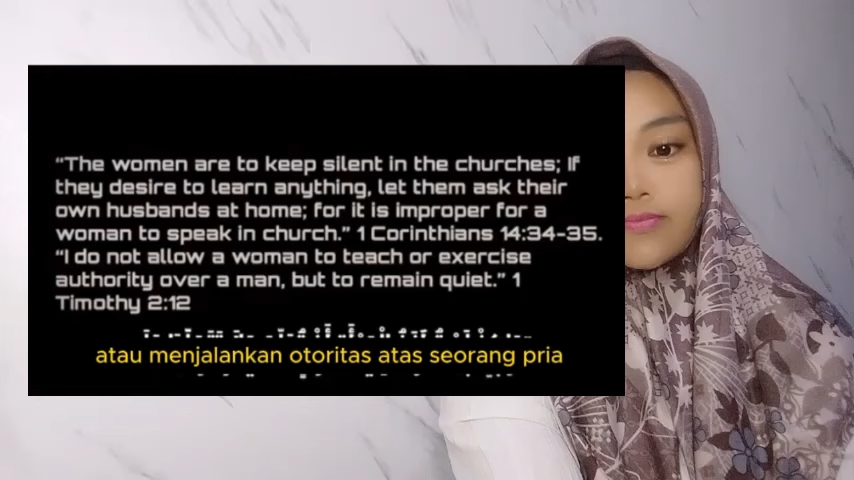 “The women are to keep silent in the churches; If
they desire to learn anything, let them ask their
own husbands at home; for it is improper for a
woman to speak in church.” 1 Corinthians 14:34-35.
“I do not allow a woman to teach or exercise
authority over a man, but to remain quiet.” 1
Timothy 2:12
atau menjalankan otoritas atas seorang pria